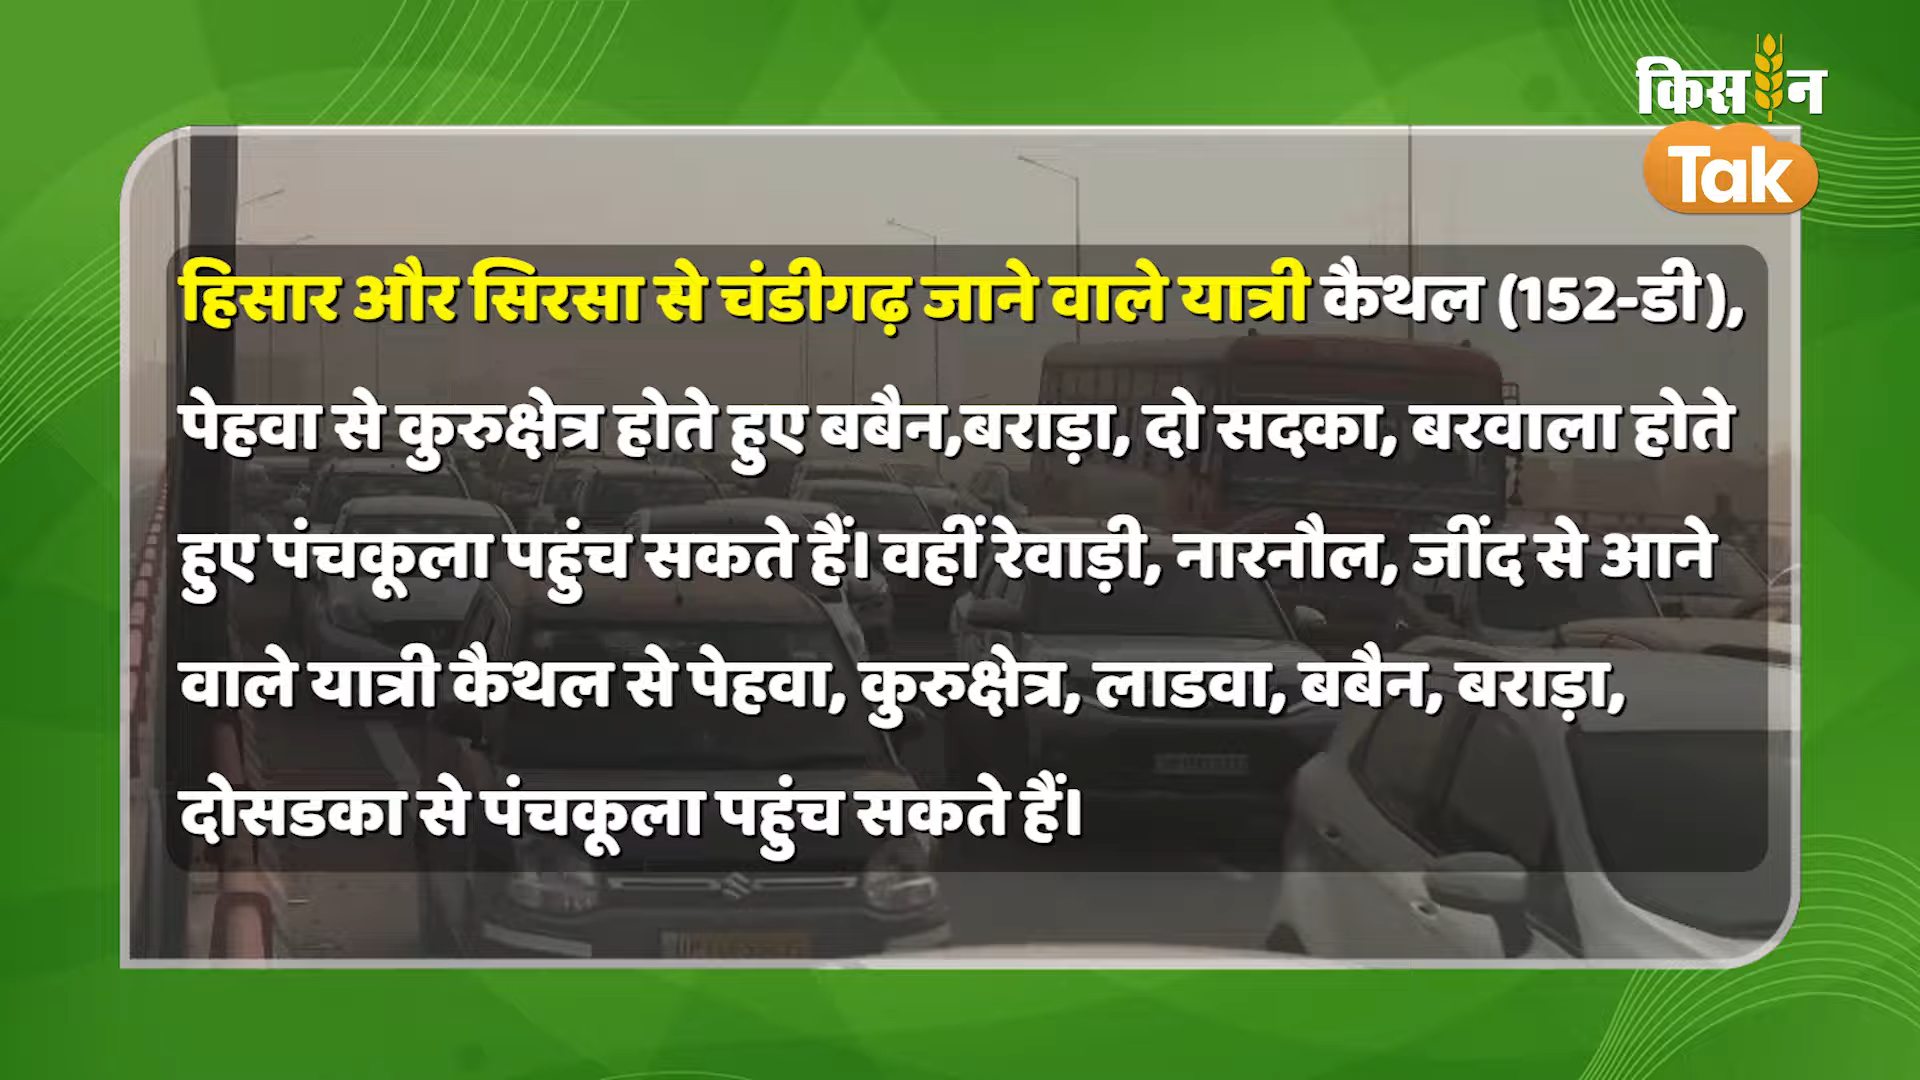 किसान
Tak
हिसार और सिरसा से चंडीगढ़ जाने वाले यात्री कैथल (152-डी),
पेहवा से कुरुक्षेत्र होते हुए बबैन,बराड़ा, दो सदका, बरवाला होते
हुए पंचकूला पहुंच सकते हैं। वहीं रेवाड़ी, नारनौल, जींद से आने
वाले यात्री कैथल से पेहवा, कुरुक्षेत्र, लाडवा, बबैन, बराड़ा,
दोसडका से पंचकूला पहुंच सकते हैं।